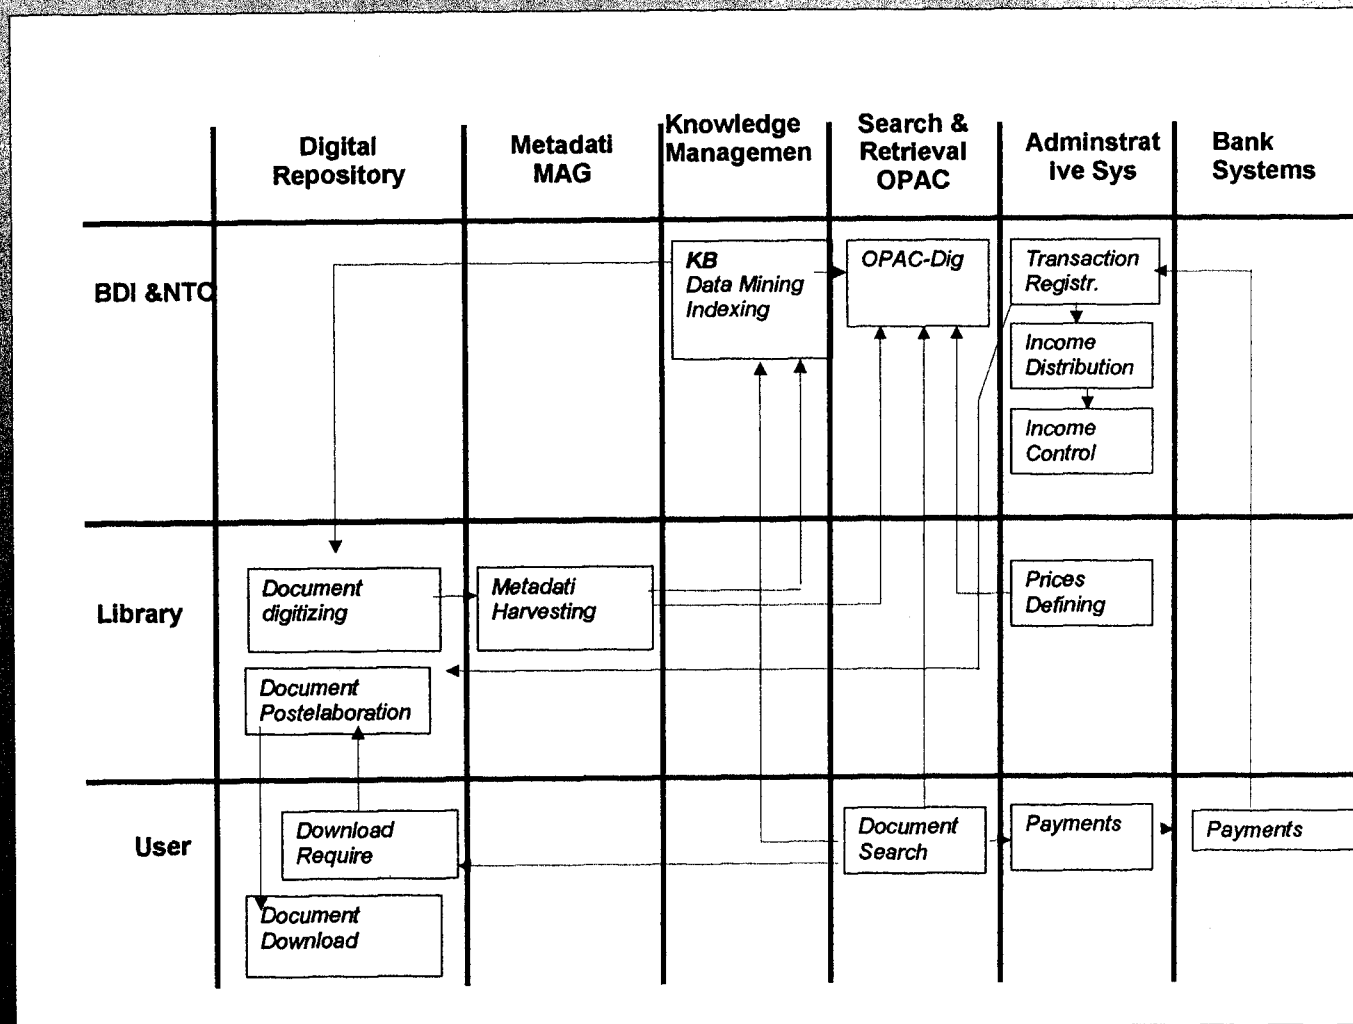 Digital
Repository
Metadati
MAG
Knowledge
Managemen
Search &
Retrieval
OPAC
Adminstrat
ive Sys
Bank
Systems
BDI &NTC
KB
Data Mining
Indexing
OPAC-Dig
Transaction
Registr.
Income
Distribution
Income
Control
Library
Document
digitizing
Metadati
Harvesting
Prices
Defining
Document
Postelaboration
User
Download
Require
Document
Search
Payments
Payments
Document
Download